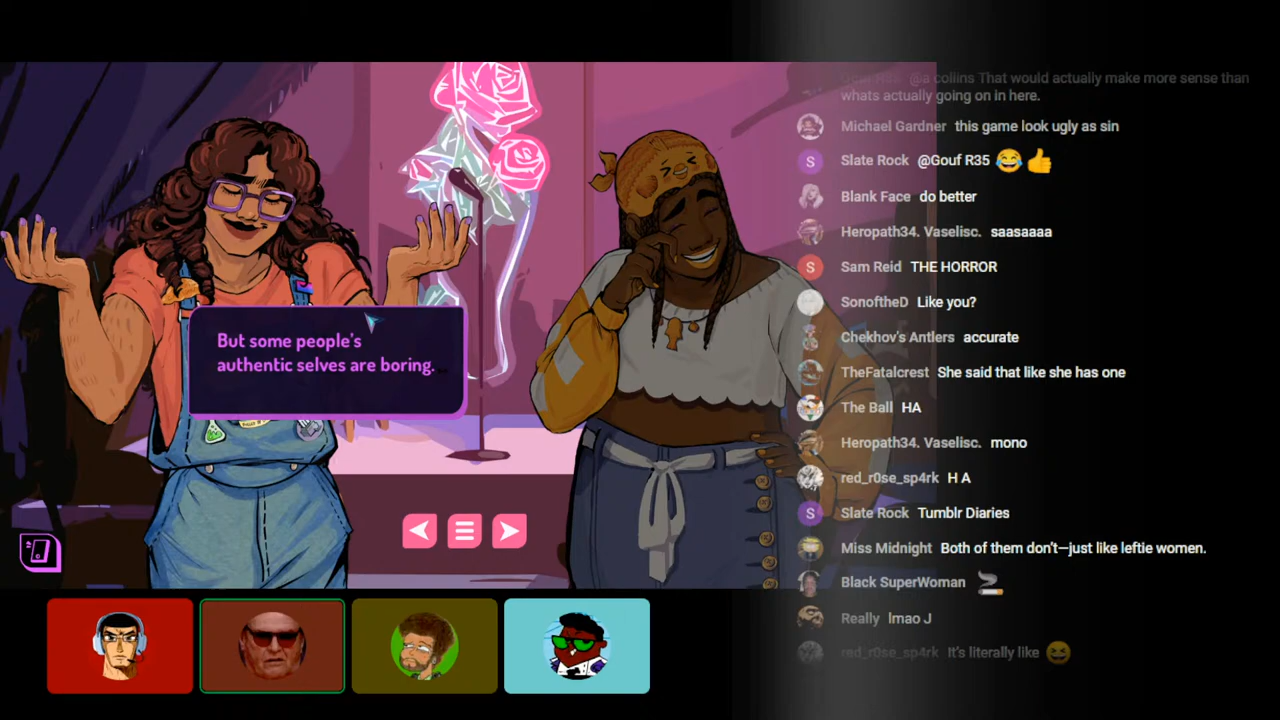 But some people's
authentic selves are boring.
@a collins That would actually make more sense than
whats actually going on in here.
Michael Gardner this game look ugly as sin
S Slate Rock @Gouf R35 😂👍
Blank Face do better
Heropath34. Vaselisc. saasaaaa
S Sam Reid THE HORROR
SonoftheD Like you?
Chekhov's Antlers accurate
TheFatalcrest She said that like she has one
The Ball HA
Heropath34. Vaselisc. mono
red_r0se_sp4rk H A
S Slate Rock Tumblr Diaries
Miss Midnight Both of them don't—just like leftie women.
Black SuperWoman 🚬
Really lmao J
red_r0se_sp4rk It's literally like 😆